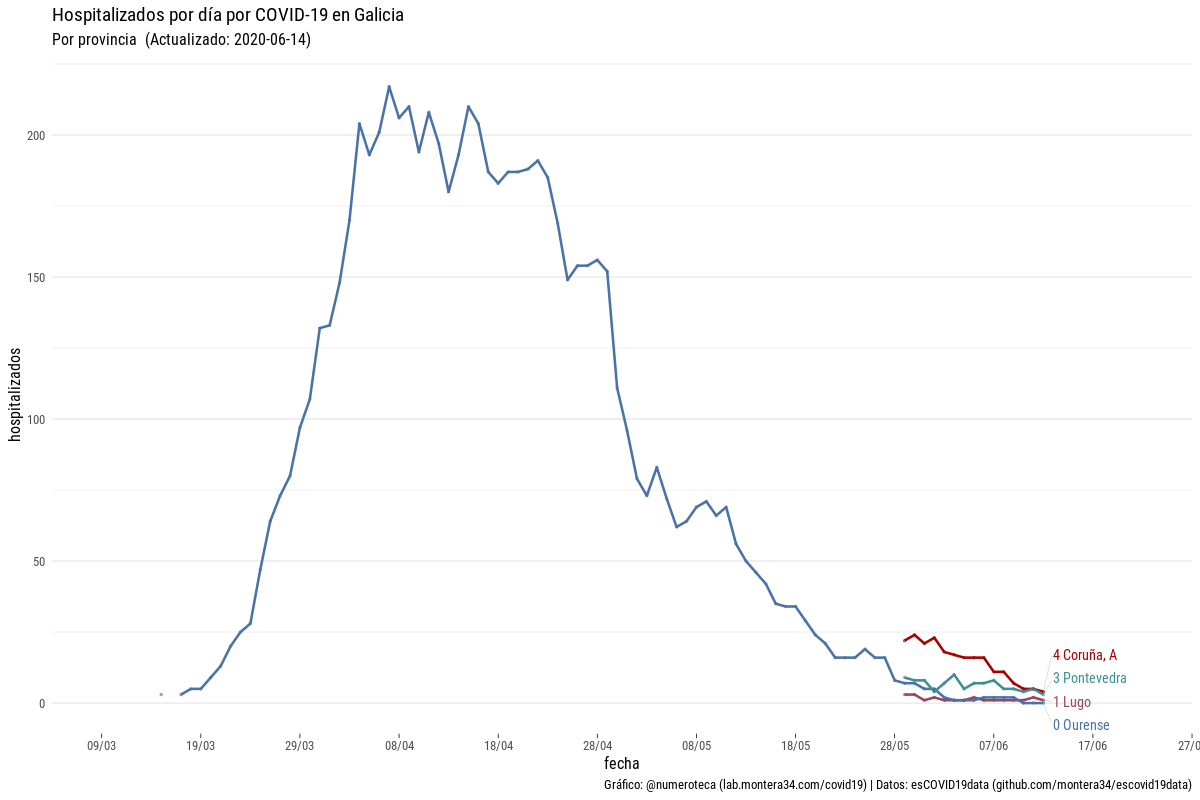 Hospitalizados por día por COVID-19 en Galicia
Por provincia  (Actualizado: 2020-06-14)
hospitalizados
200
150
100
50
0
4 Coruña, A
3 Pontevedra
1 Lugo
0 Ourense
09/03 19/03 29/03 08/04 18/04 28/04 08/05 18/05 28/05 07/06 17/06 27/0
fecha
Gráfico: @numeroteca (lab.montera34.com/covid19) | Datos: esCOVID19data (github.com/montera34/escovid19data)